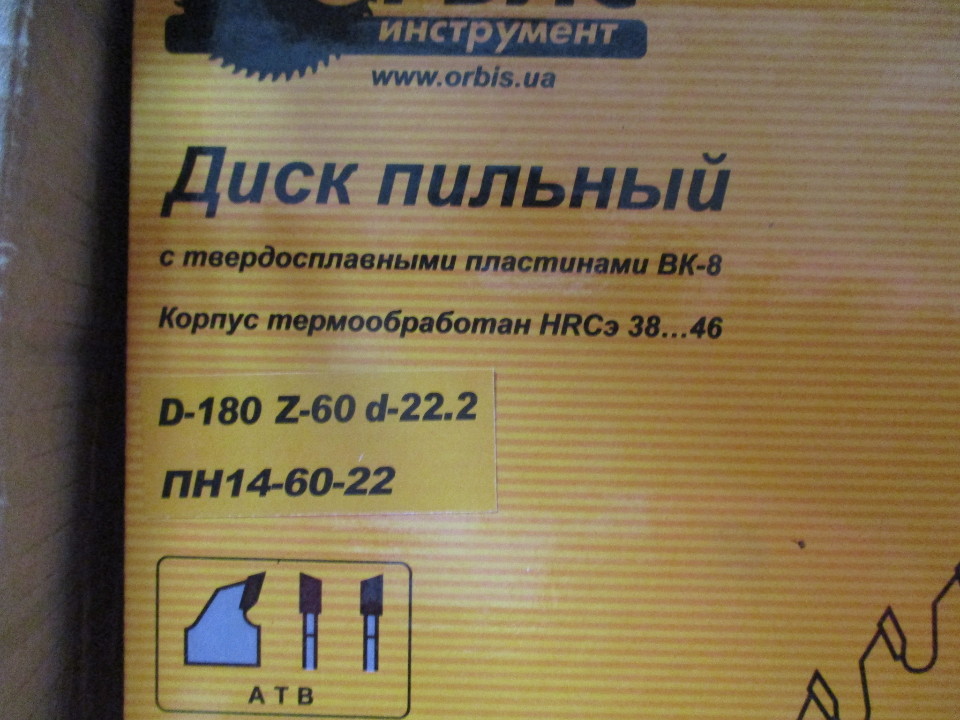 инструмент
www.orbis.ua
Диск пильный
с твердосплавными пластинами ВК-8
Корпус термообработан HRCэ 38...46
D-180 Z-60 d-22.2
ПН14-60-22
A T B